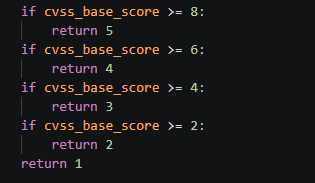 if cvss_base_score >= 8:
    return 5
if cvss_base_score >= 6:
    return 4
if cvss_base_score >= 4:
    return 3
if cvss_base_score >= 2:
    return 2
return 1